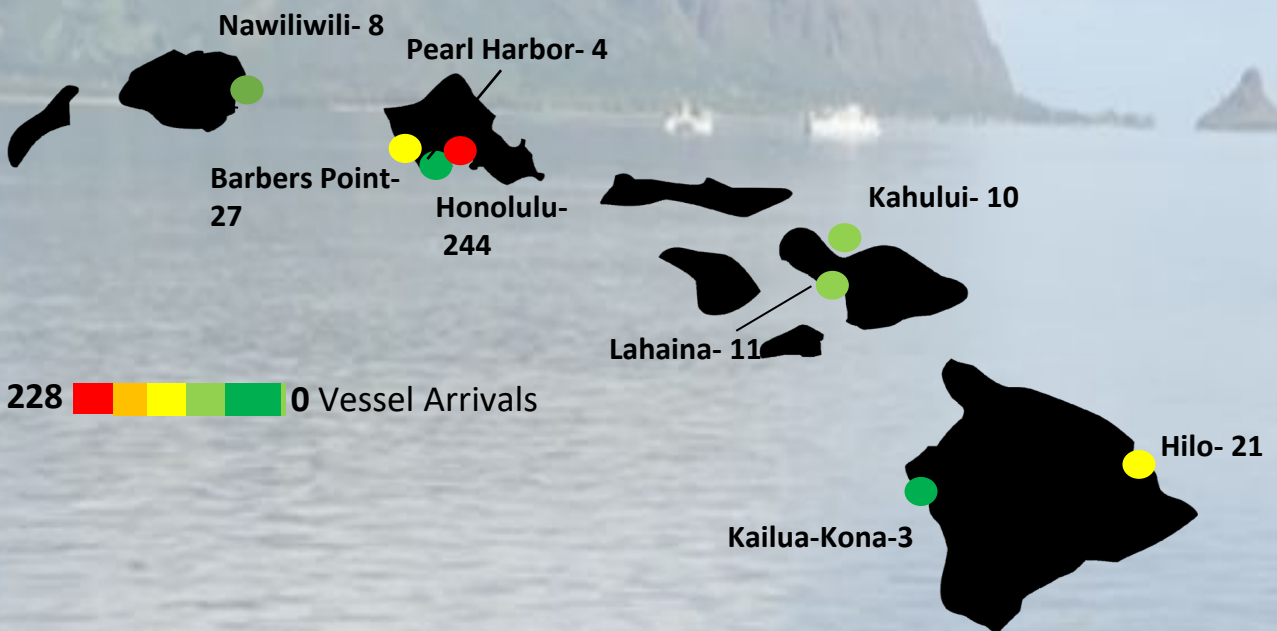 Nawiliwili- 8
Pearl Harbor- 4
Barbers Point-
27
Honolulu-
244
Kahului- 10
Lahaina- 11
228 0 Vessel Arrivals
Hilo- 21
Kailua-Kona-3